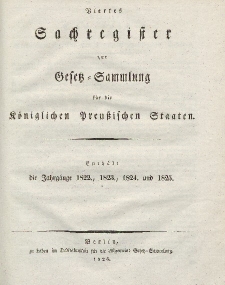 Viertes
Sachregister
zur
Gesetz-Sammlung
für die
Königlichen Preußischen Staaten.
Enthält
die Jahrgänge 1822., 1823., 1824. und 1825.
Berlin,
zu haben im Debitskomtoir für die Allgemeine Gesetz-Sammlung.
1826.